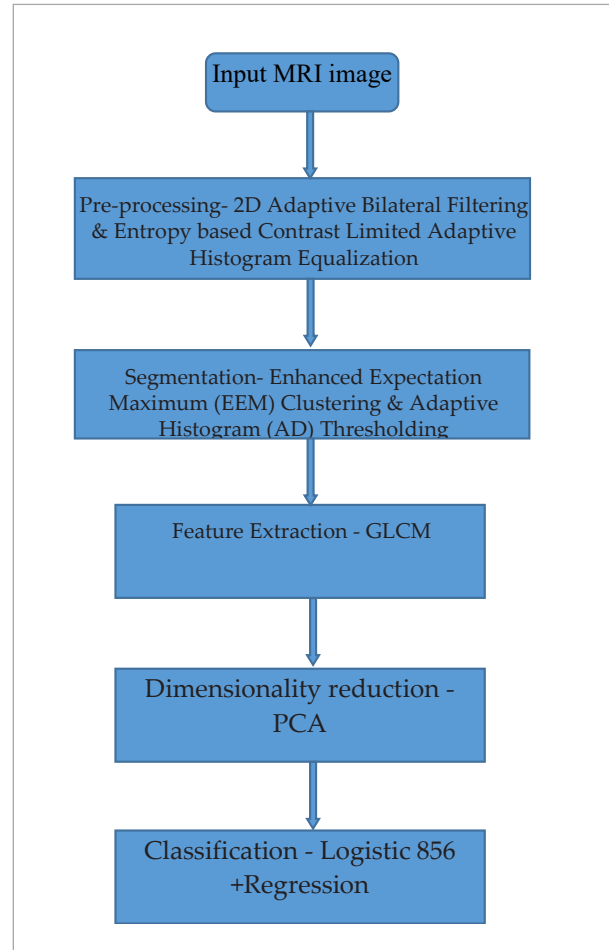 Input MRI image
Pre-processing- 2D Adaptive Bilateral Filtering
& Entropy based Contrast Limited Adaptive
Histogram Equalization
Segmentation- Enhanced Expectation
Maximum (EEM) Clustering & Adaptive
Histogram (AD) Thresholding
Feature Extraction - GLCM
Dimensionality reduction -
PCA
Classification - Logistic 856
+Regression